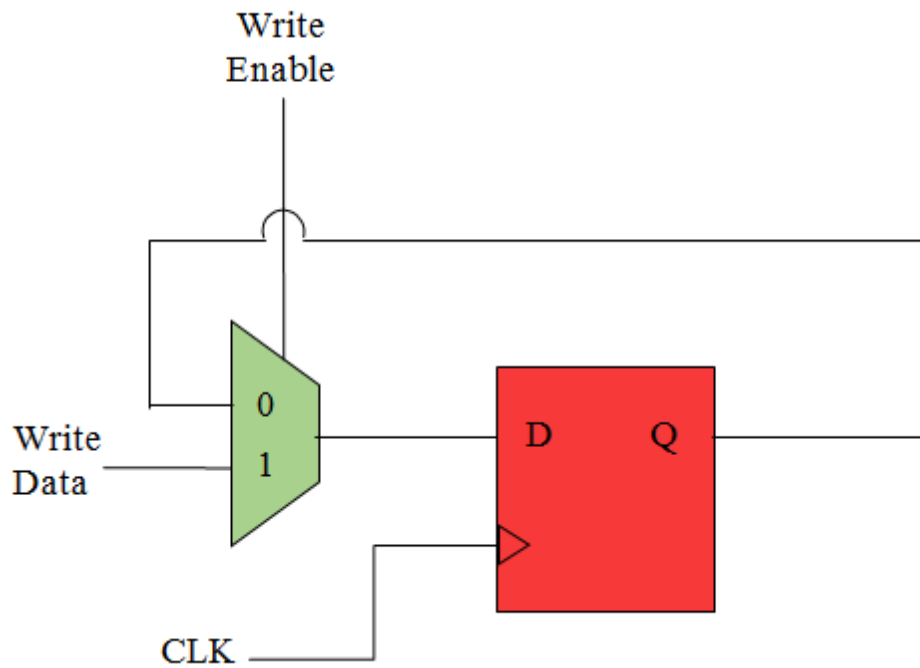 Write
Enable
0
Write
Data
1
D
Q
CLK